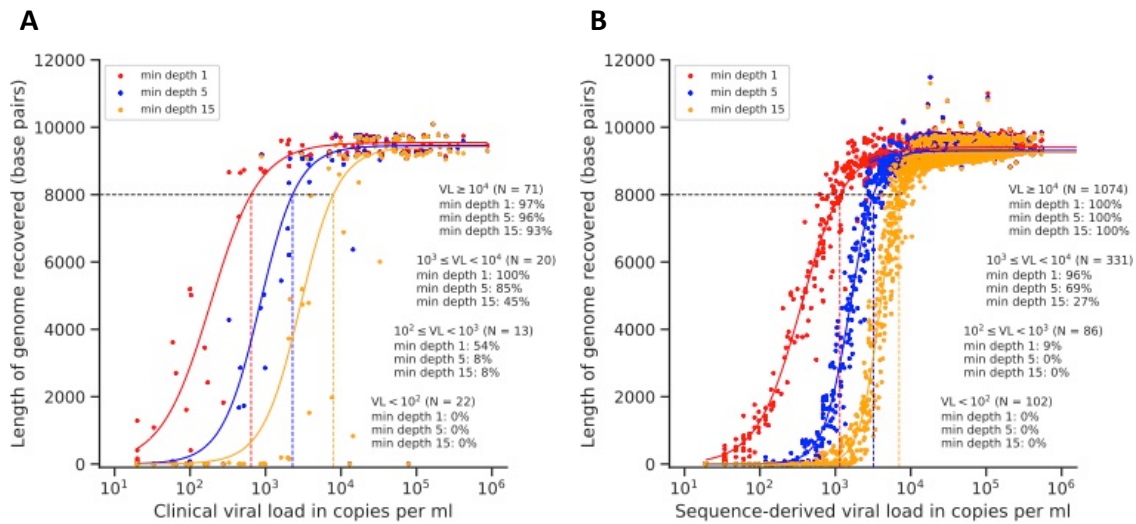 A
12000
10000
8000
6000
4000
2000
0
Length of genome recovered (base pairs)
min depth 1
min depth 5
min depth 15
VL ≥ 10⁴ (N = 71)
min depth 1: 97%
min depth 5: 96%
min depth 15: 93%
10³ ≤ VL < 10⁴ (N = 20)
min depth 1: 100%
min depth 5: 85%
min depth 15: 45%
10² ≤ VL < 10³ (N = 13)
min depth 1: 54%
min depth 5: 8%
min depth 15: 8%
VL < 10² (N = 22)
min depth 1: 0%
min depth 5: 0%
min depth 15: 0%
10¹ 10² 10³ 10⁴ 10⁵ 10⁶
Clinical viral load in copies per ml
B
12000
10000
8000
6000
4000
2000
0
Length of genome recovered (base pairs)
min depth 1
min depth 5
min depth 15
VL ≥ 10⁴ (N = 1074)
min depth 1: 100%
min depth 5: 100%
min depth 15: 100%
10³ ≤ VL < 10⁴ (N = 331)
min depth 1: 96%
min depth 5: 69%
min depth 15: 27%
10² ≤ VL < 10³ (N = 86)
min depth 1: 9%
min depth 5: 0%
min depth 15: 0%
VL < 10² (N = 102)
min depth 1: 0%
min depth 5: 0%
min depth 15: 0%
10¹ 10² 10³ 10⁴ 10⁵ 10⁶
Sequence-derived viral load in copies per ml